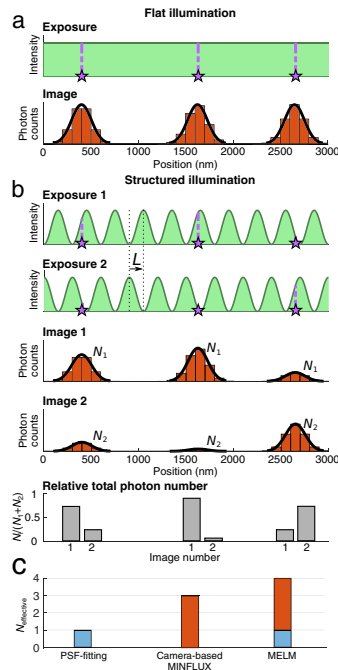 a
Flat illumination
Exposure
Intensity
Image
Photon
counts
0 500 1000 1500 2000 2500 3000
Position (nm)
b
Structured illumination
Exposure 1
Intensity
L
Exposure 2
Intensity
Image 1
Photon
counts
N1 N1 N1
Image 2
Photon
counts
N2 N2 N2
0 500 1000 1500 2000 2500 3000
Position (nm)
Relative total photon number
N/(N1+N2)
1
0.5
0
1 2 1 2 1 2
Image number
c
Neffective
4
3
2
1
0
PSF-fitting Camera-based MELM
MINFLUX